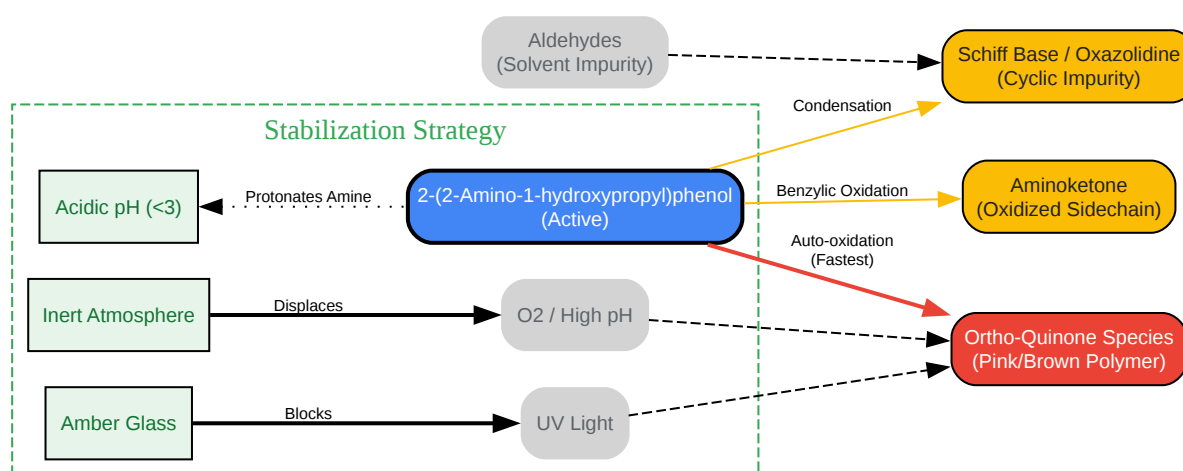 Aldehydes
(Solvent Impurity)
Schiff Base / Oxazolidine
(Cyclic Impurity)
Condensation
Stabilization Strategy
Acidic pH (<3)
Protonates Amine
2-(2-Amino-1-hydroxypropyl)phenol
(Active)
Benzylic Oxidation
Aminoketone
(Oxidized Sidechain)
Auto-oxidation
(Fastest)
Inert Atmosphere
Displaces
O2 / High pH
Ortho-Quinone Species
(Pink/Brown Polymer)
Amber Glass
Blocks
UV Light